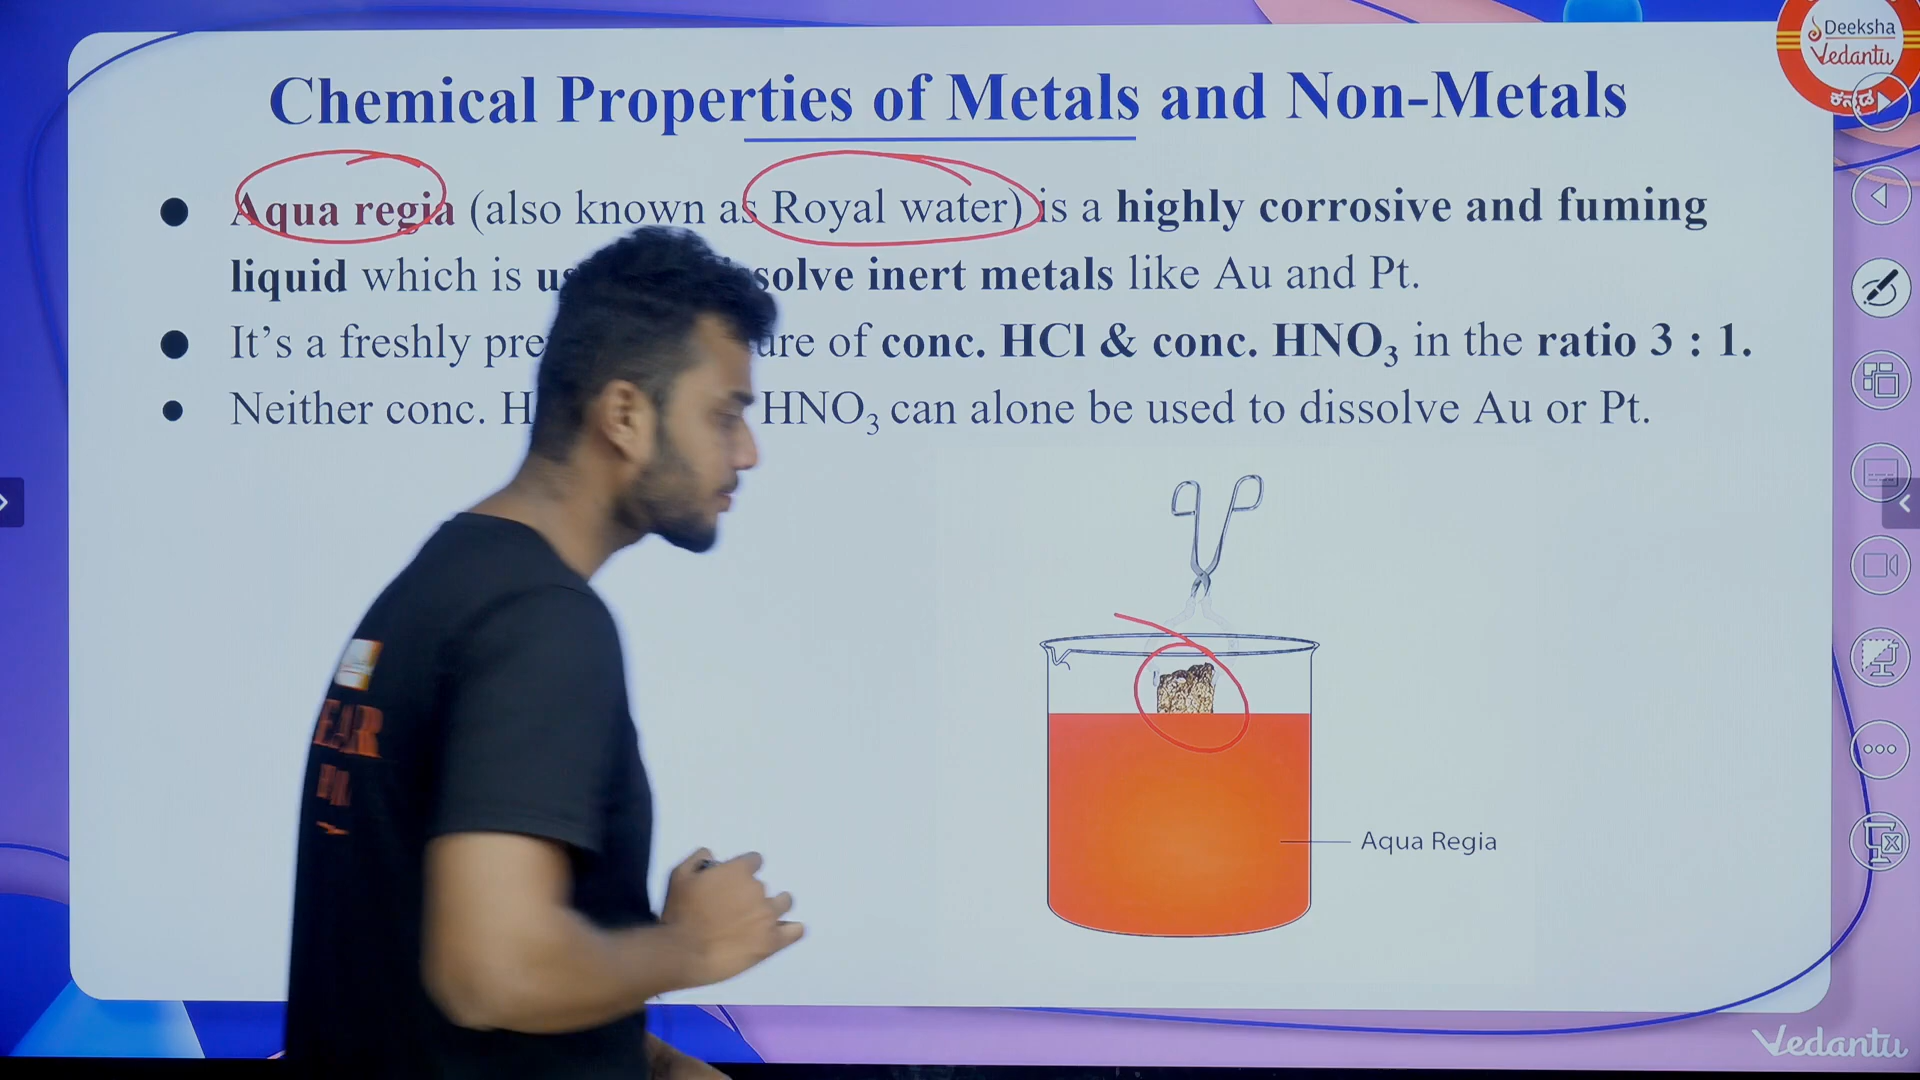 Deeksha
Vedantu
ಕನ್ನಡ
Chemical Properties of Metals and Non-Metals
Aqua regia (also known as Royal water) is a highly corrosive and fuming
liquid which is solve inert metals like Au and Pt.
It's a freshly of conc. HCl & conc. HNO₃ in the ratio 3 : 1.
Neither conc. HNO₃ can alone be used to dissolve Au or Pt.
Aqua Regia
EAR
Vedantu